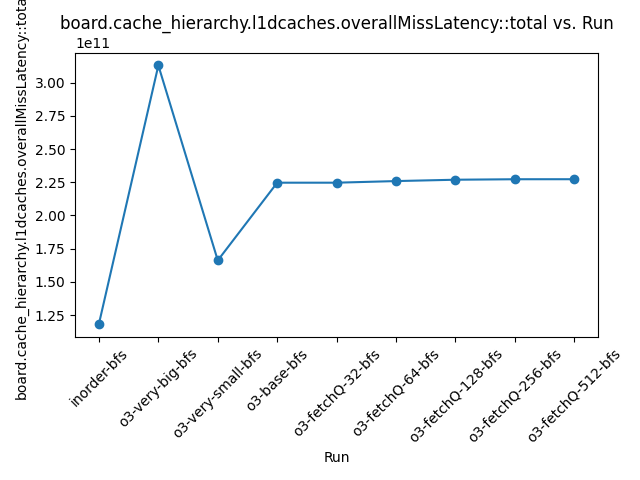 board.cache_hierarchy.l1dcaches.overallMissLatency::total vs. Run
1e11
board.cache_hierarchy.l1dcaches.overallMissLatency::total
3.00
2.75
2.50
2.25
2.00
1.75
1.50
1.25
inorder-bfs
o3-very-big-bfs
o3-very-small-bfs
o3-base-bfs
o3-fetchQ-32-bfs
o3-fetchQ-64-bfs
o3-fetchQ-128-bfs
o3-fetchQ-256-bfs
o3-fetchQ-512-bfs
Run